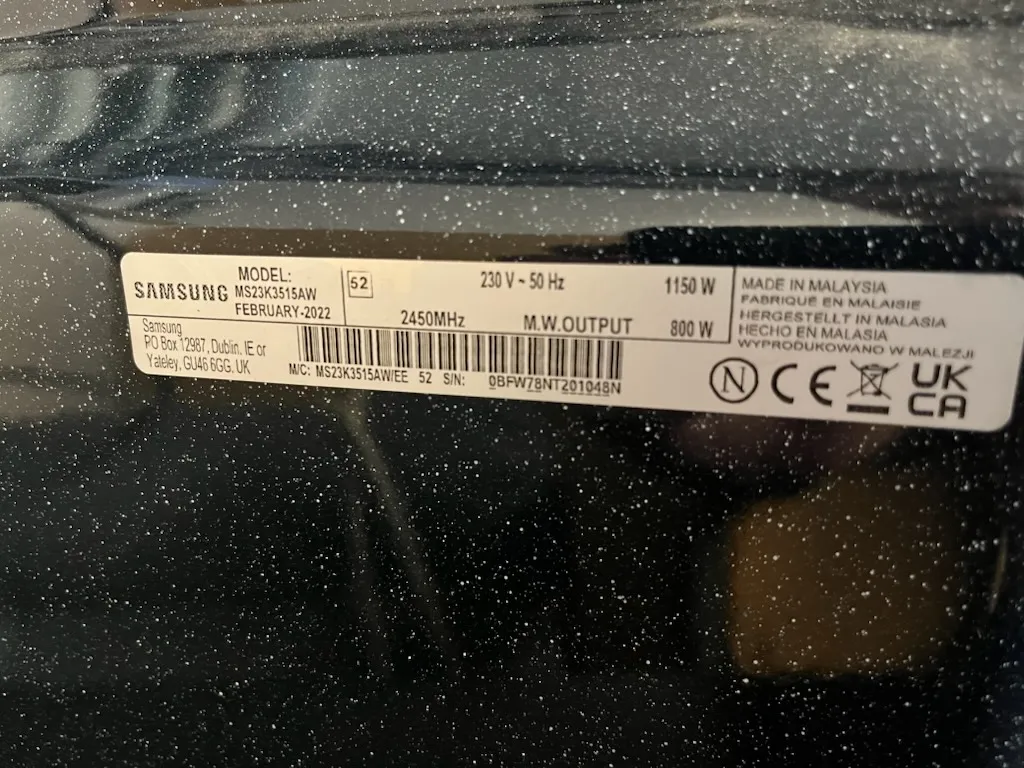 SAMSUNG
MODEL:
MS23K3515AW
FEBRUARY-2022
52
230 V ~ 50 Hz 1150 W
2450MHz M.W.OUTPUT 800 W
Samsung
PO Box 12987, Dublin. IE or
Yateley, GU46 6GG. UK
M/C: MS23K3515AW/EE 52 S/N: 0BFW78NT201048N
MADE IN MALAYSIA
FABRIQUE EN MALAISIE
HERGESTELLT IN MALASIA
HECHO EN MALASIA
WYPRODUKOWANO W MALEZJI
N CE UK
CA